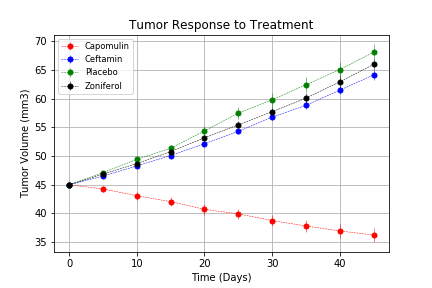 Tumor Response to Treatment
Capomulin
Ceftamin
Placebo
Zoniferol
Tumor Volume (mm3)
70
65
60
55
50
45
40
35
0 10 20 30 40
Time (Days)